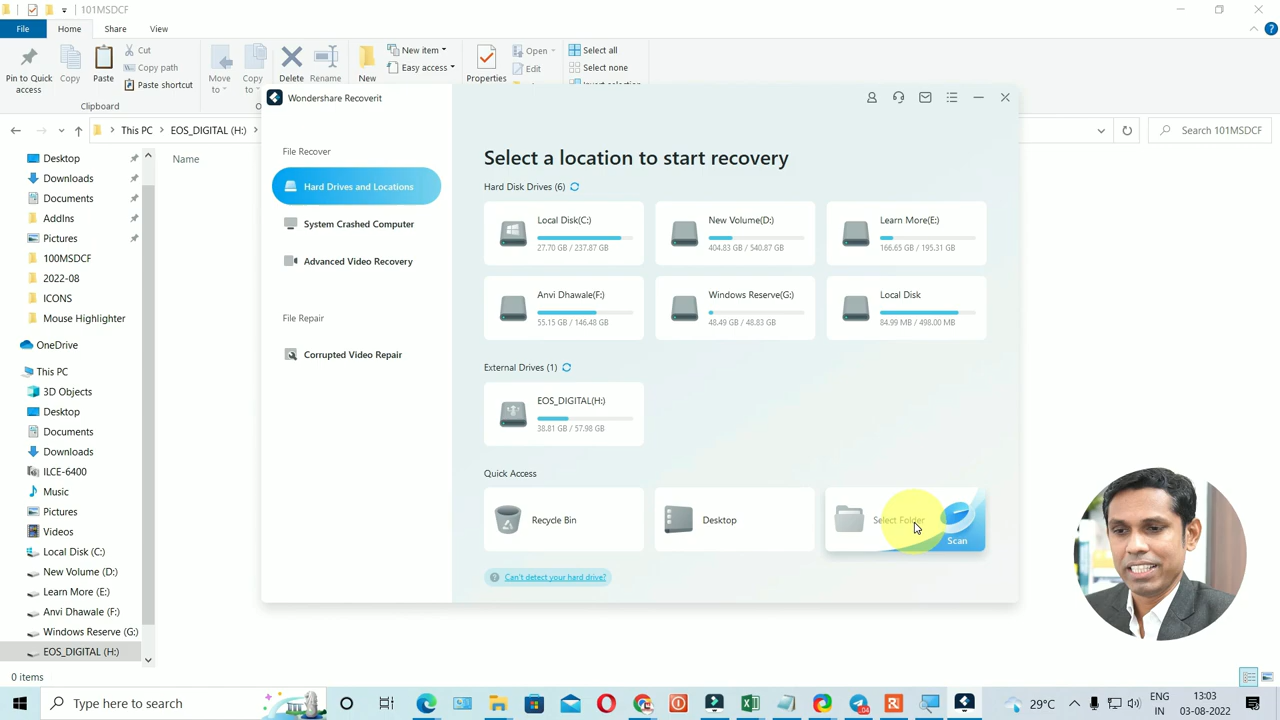 101MSDCF
File
Home
Share
View
Pin to Quick access
Copy
Paste
Cut
Copy path
Paste shortcut
Clipboard
Move to
Copy to
Delete
Rename
New
New item
Easy access
Properties
Open
Edit
Select all
Select none
This PC
EOS_DIGITAL (H:)
Search 101MSDCF
Name
Desktop
Downloads
Documents
AddIns
Pictures
100MSDCF
2022-08
ICONS
Mouse Highlighter
OneDrive
This PC
3D Objects
Desktop
Documents
Downloads
ILCE-6400
Music
Pictures
Videos
Local Disk (C:)
New Volume (D:)
Learn More (E:)
Anvi Dhawale (F:)
Windows Reserve (G:)
EOS_DIGITAL (H:)
0 items
Wondershare Recoverit
File Recover
Hard Drives and Locations
System Crashed Computer
Advanced Video Recovery
File Repair
Corrupted Video Repair
Select a location to start recovery
Hard Disk Drives (6)
Local Disk(C:)
27.70 GB / 237.87 GB
New Volume(D:)
404.83 GB / 540.87 GB
Learn More(E:)
166.65 GB / 195.31 GB
Anvi Dhawale(F:)
55.15 GB / 146.48 GB
Windows Reserve(G:)
48.49 GB / 48.83 GB
Local Disk
84.99 MB / 498.00 MB
External Drives (1)
EOS_DIGITAL(H:)
38.81 GB / 57.98 GB
Quick Access
Recycle Bin
Desktop
Select Folder
Scan
Can't detect your hard drive?
Type here to search
29°C
ENG
IN
13:03
03-08-2022